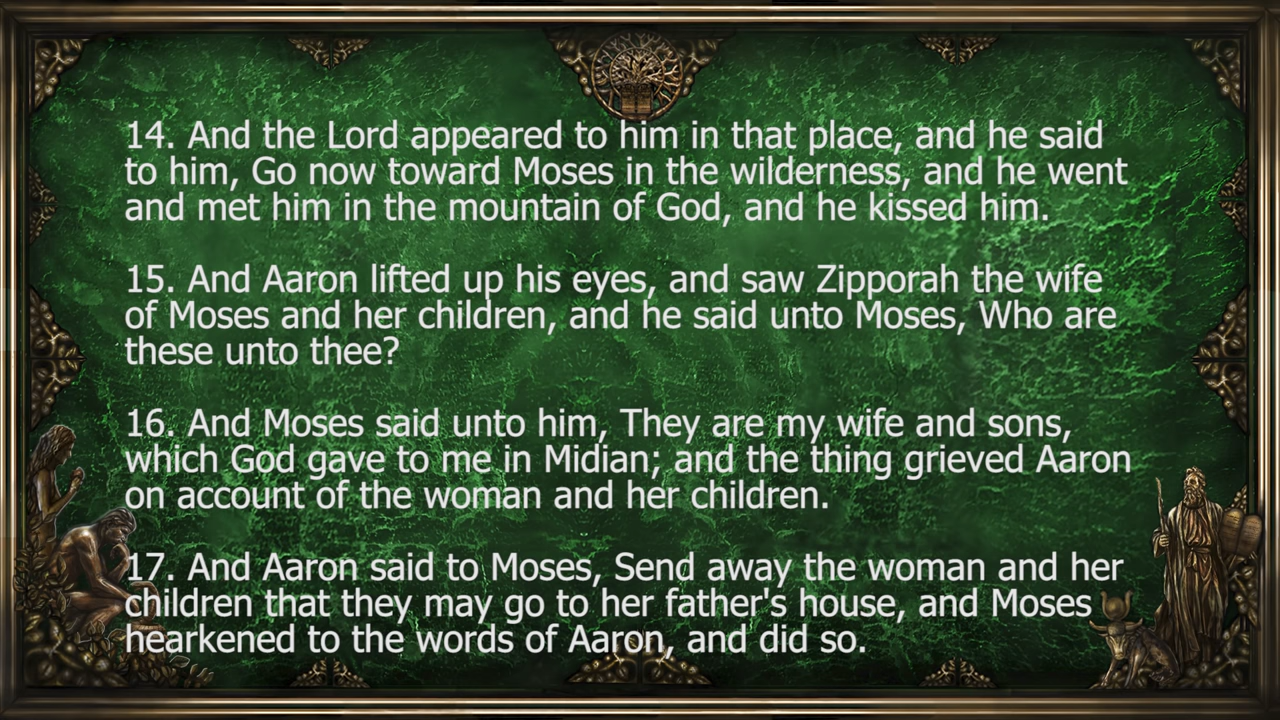 14. And the Lord appeared to him in that place, and he said
to him, Go now toward Moses in the wilderness, and he went
and met him in the mountain of God, and he kissed him.
15. And Aaron lifted up his eyes, and saw Zipporah the wife
of Moses and her children, and he said unto Moses, Who are
these unto thee?
16. And Moses said unto him, They are my wife and sons,
which God gave to me in Midian; and the thing grieved Aaron
on account of the woman and her children.
17. And Aaron said to Moses, Send away the woman and her
children that they may go to her father's house, and Moses
hearkened to the words of Aaron, and did so.